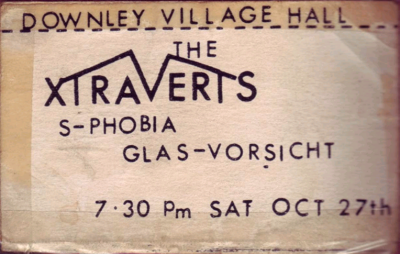 DOWNLEY VILLAGE HALL
THE
XTRAVERTS
S-PHOBIA
GLAS-VORSICHT
7·30 Pm SAT OCT 27th